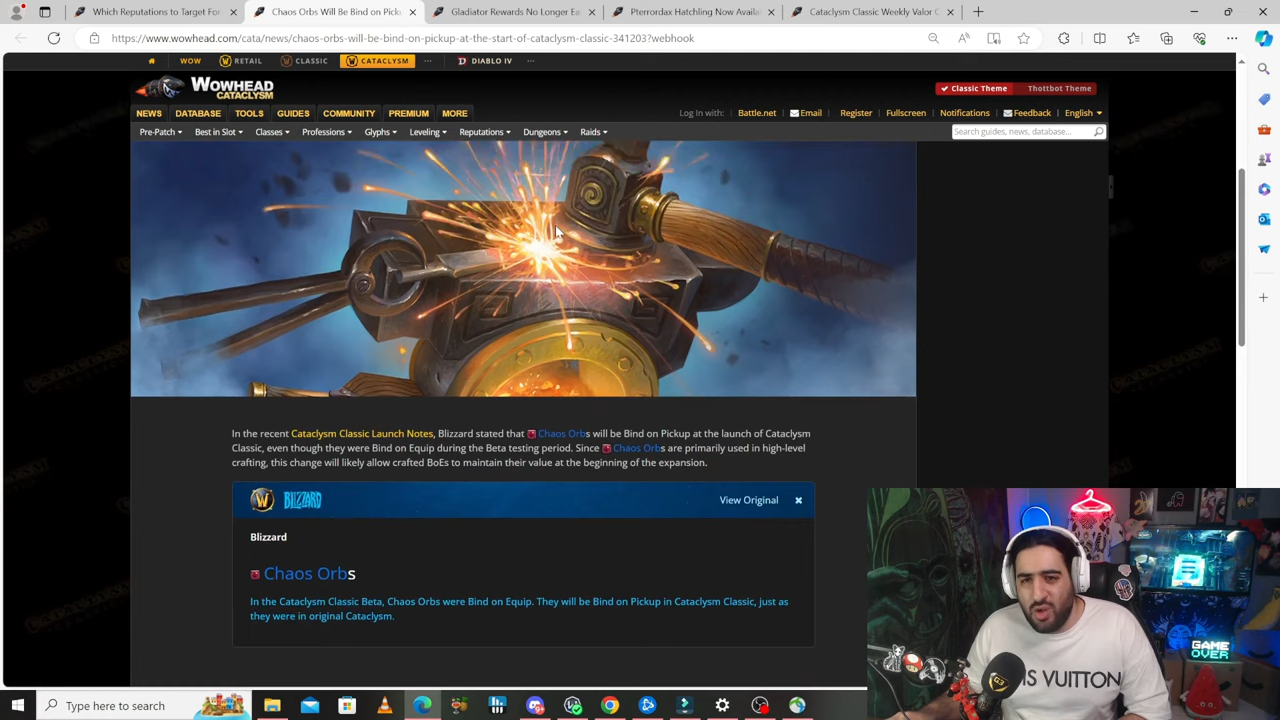 Which Reputations to Target For
Chaos Orbs Will Be Bind on Pick
Gladiator Rewards No Longer Ea
Pterrordax Hatchling Now Availa
Cataclysm Classic Weekly Valor C
https://www.wowhead.com/cata/news/chaos-orbs-will-be-bind-on-pickup-at-the-start-of-cataclysm-classic-341203?webhook
WOW RETAIL CLASSIC CATACLYSM DIABLO IV
WOWHEAD
CATACLYSM
Classic Theme Thottbot Theme
NEWS DATABASE TOOLS GUIDES COMMUNITY PREMIUM MORE
Log In with: Battle.net Email Register Fullscreen Notifications Feedback English
Pre-Patch Best in Slot Classes Professions Glyphs Leveling Reputations Dungeons Raids
Search guides, news, database...
In the recent Cataclysm Classic Launch Notes, Blizzard stated that Chaos Orbs will be Bind on Pickup at the launch of Cataclysm
Classic, even though they were Bind on Equip during the Beta testing period. Since Chaos Orbs are primarily used in high-level
crafting, this change will likely allow crafted BoEs to maintain their value at the beginning of the expansion.
BLIZZARD
View Original
Blizzard
Chaos Orbs
In the Cataclysm Classic Beta, Chaos Orbs were Bind on Equip. They will be Bind on Pickup in Cataclysm Classic, just as
they were in original Cataclysm.
GAME
OVER
IS VUITTON
Type here to search